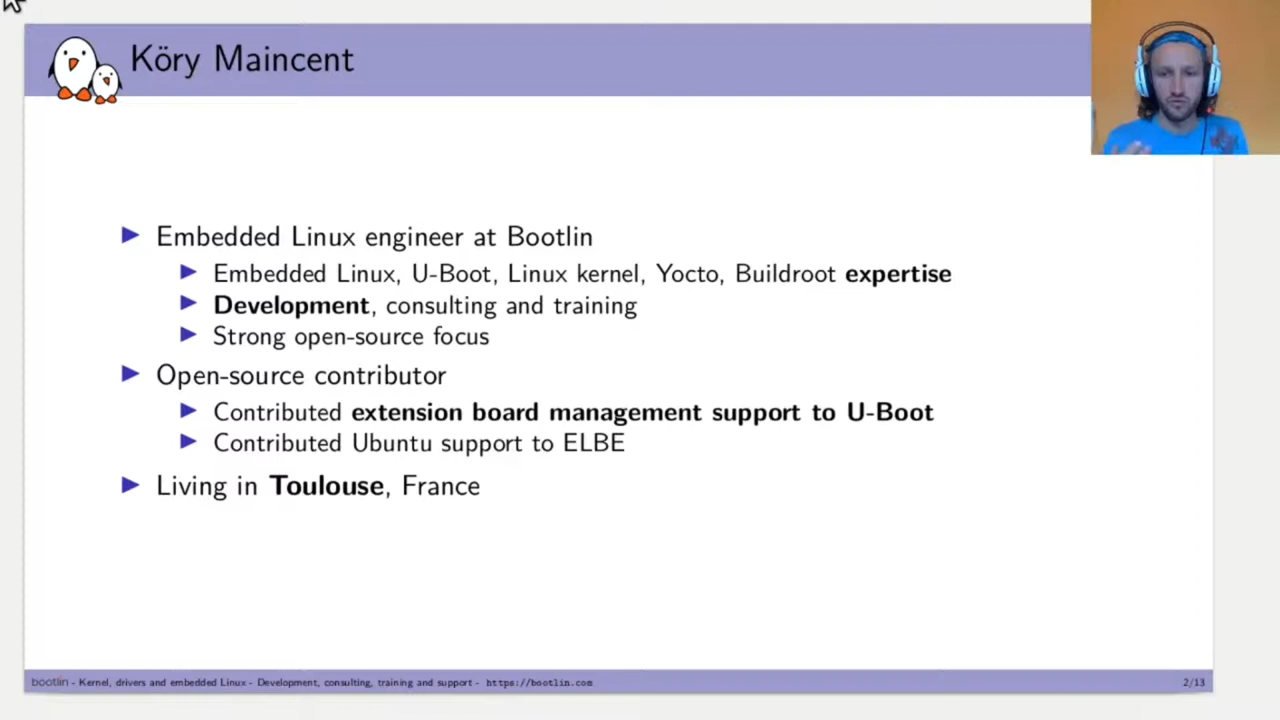 Köry Maincent
Embedded Linux engineer at Bootlin
Embedded Linux, U-Boot, Linux kernel, Yocto, Buildroot expertise
Development, consulting and training
Strong open-source focus
Open-source contributor
Contributed extension board management support to U-Boot
Contributed Ubuntu support to ELBE
Living in Toulouse, France
bootlin - Kernel, drivers and embedded Linux - Development, consulting, training and support - https://bootlin.com 2/13